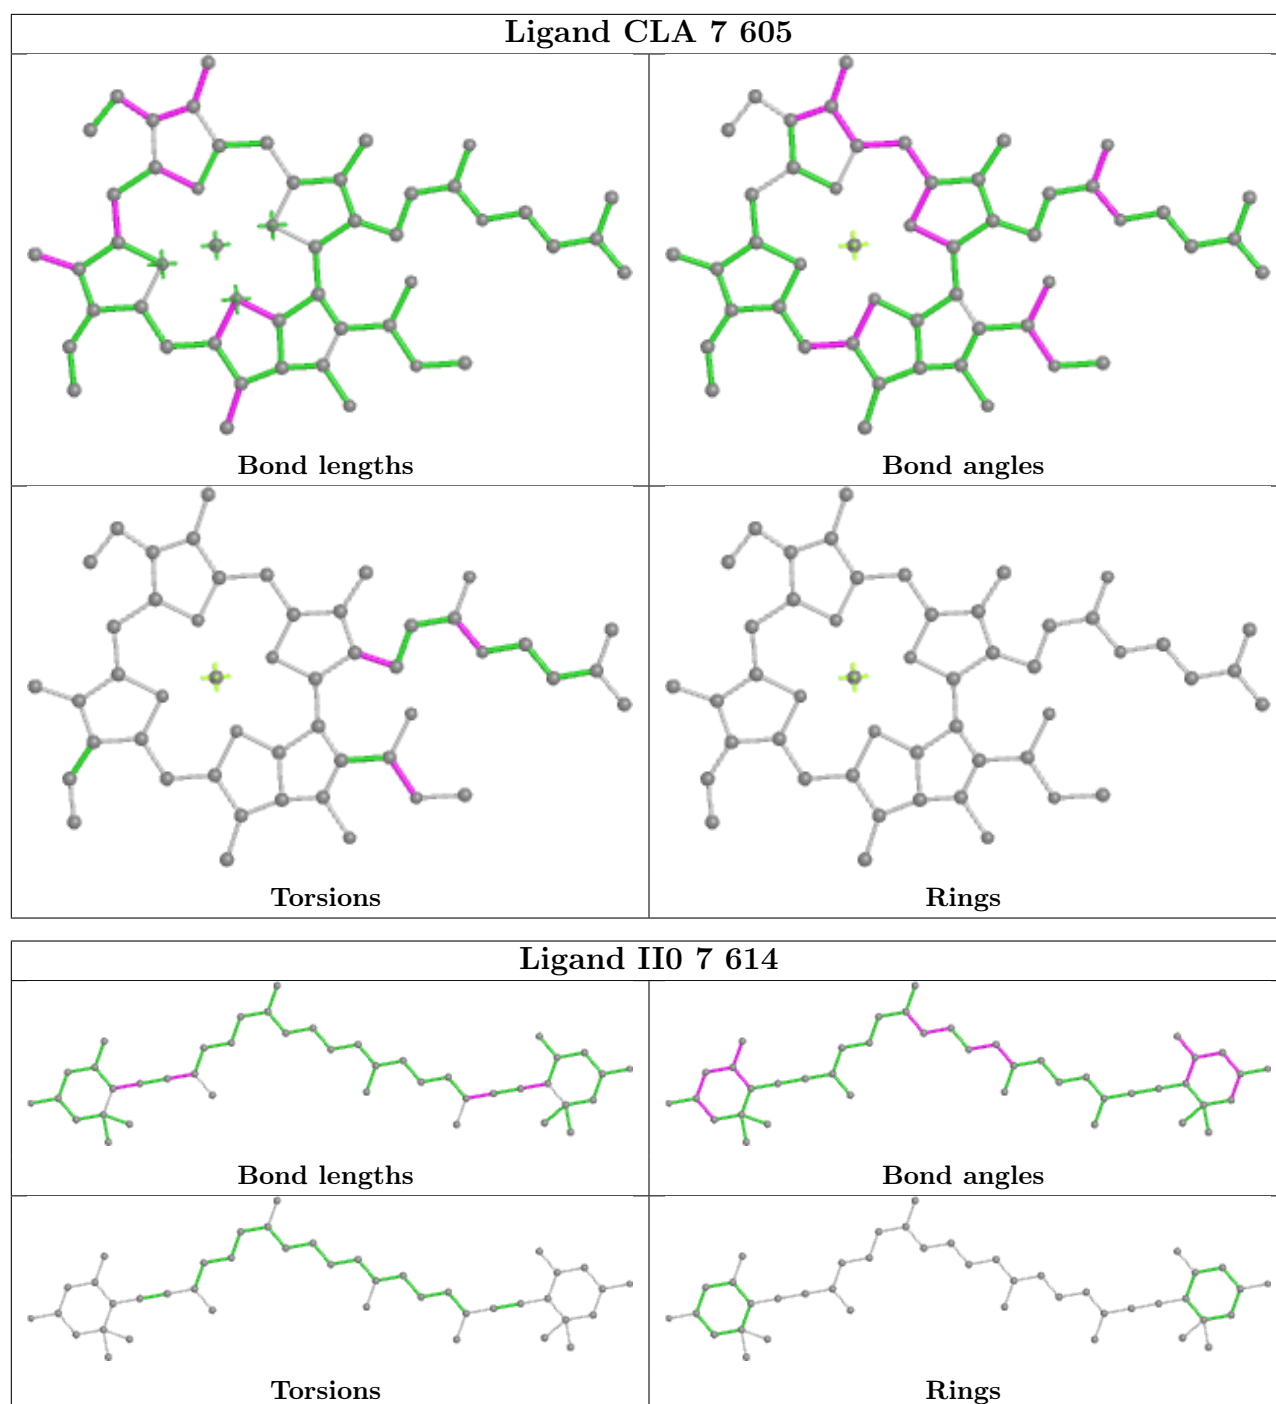 Ligand CLA 7 605
Bond lengths
Bond angles
Torsions
Rings
Ligand II0 7 614
Bond lengths
Bond angles
Torsions
Rings